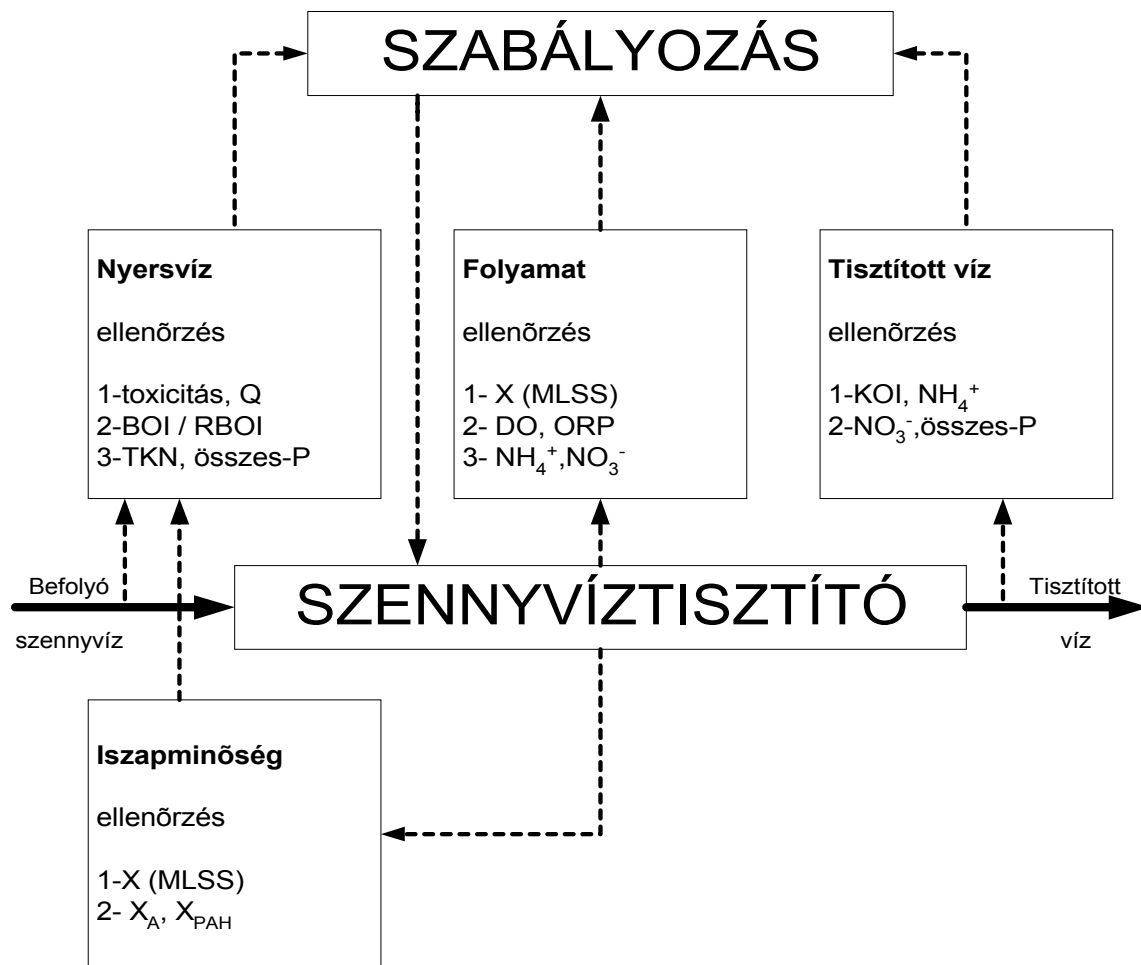 SZABÁLYOZÁS
Nyersvíz
ellenõrzés
1-toxicitás, Q
2-BOI / RBOI
3-TKN, összes-P
Folyamat
ellenõrzés
1- X (MLSS)
2- DO, ORP
3- NH₄⁺,NO₃⁻
Tisztított víz
ellenõrzés
1-KOI, NH₄⁺
2-NO₃⁻,összes-P
Befolyó
szennyvíz
SZENNYVÍZTISZTÍTÓ
Tisztított
víz
Iszapminõség
ellenõrzés
1-X (MLSS)
2- X_A, X_PAH